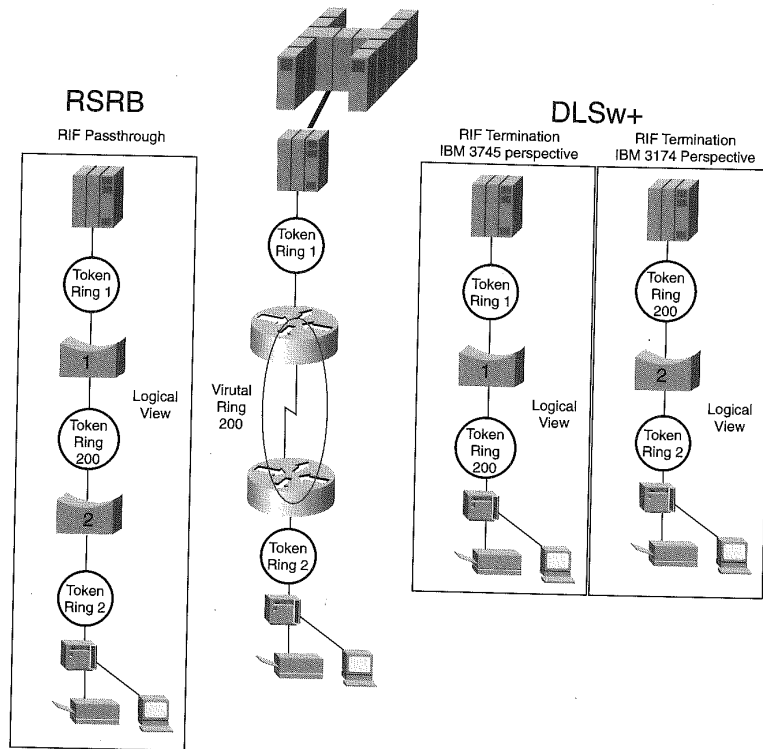 RSRB
RIF Passthrough
Token
Ring 1
1
Logical
View
Token
Ring
200
2
Token
Ring 2
Token
Ring 1
Virutal
Ring
200
Token
Ring 2
DLSw+
RIF Termination
IBM 3745 perspective
Token
Ring 1
1
Logical
View
Token
Ring
200
RIF Termination
IBM 3174 Perspective
Token
Ring
200
2
Logical
View
Token
Ring 2